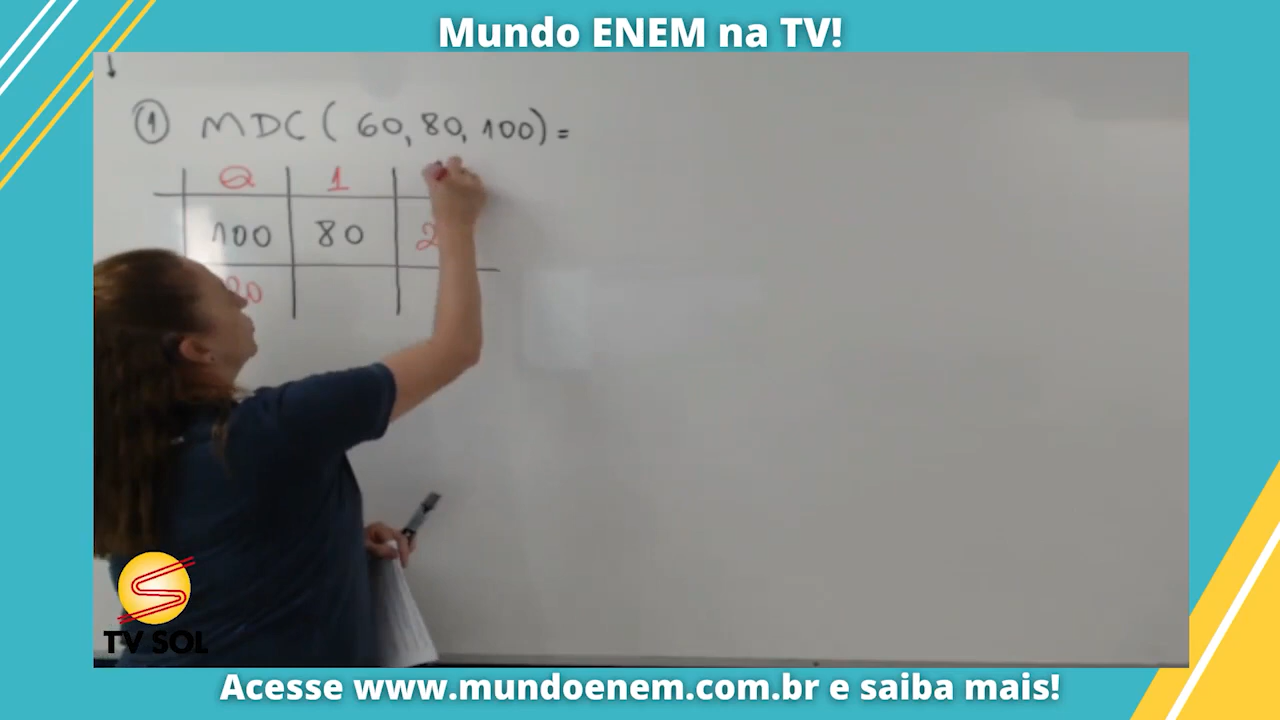 Mundo ENEM na TV!
1 MDC ( 60, 80, 100) =
Q 1
100 80 2
20
TV SOL
Acesse www.mundoenem.com.br e saiba mais!